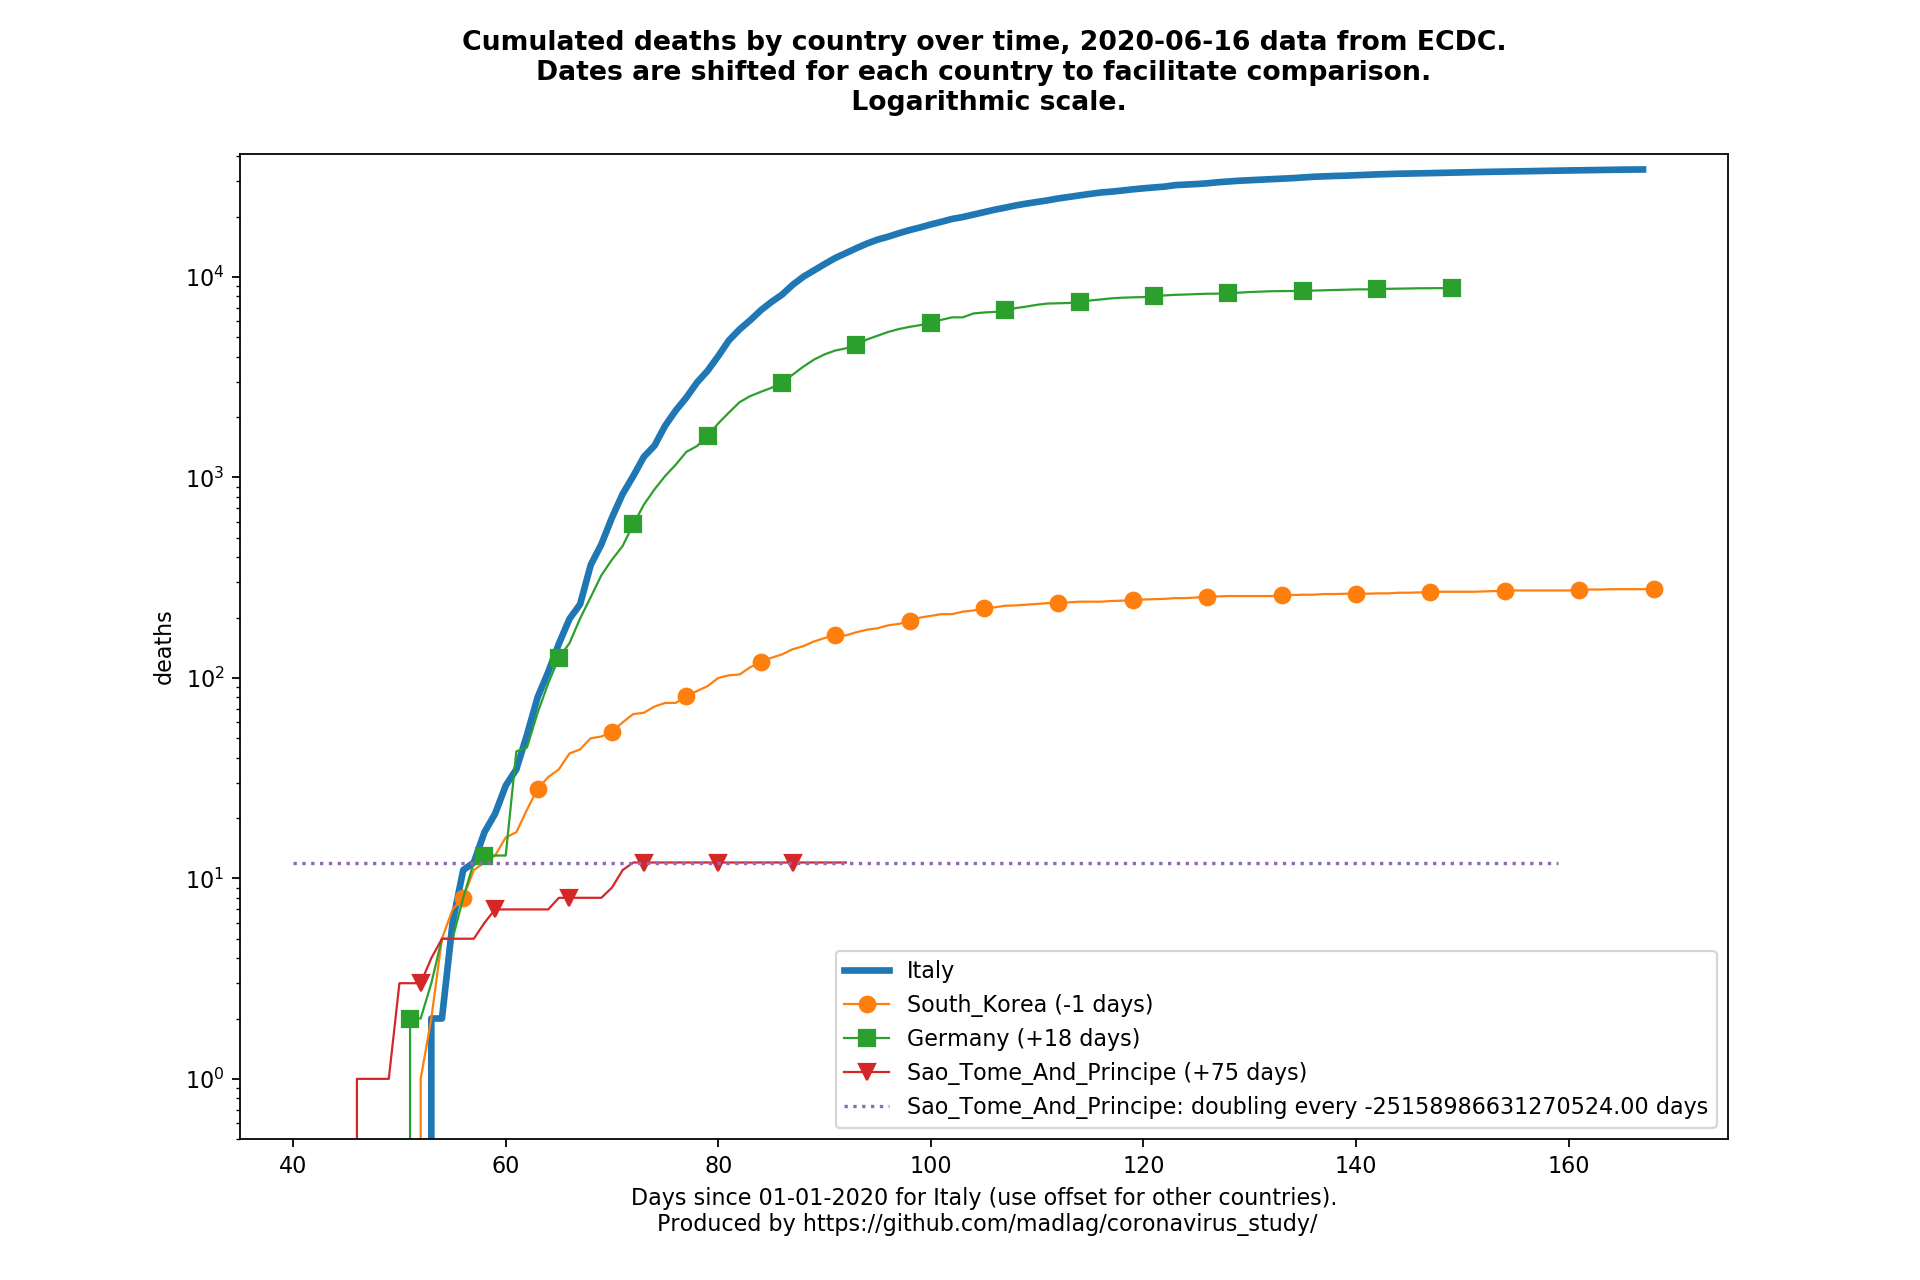 Cumulated deaths by country over time, 2020-06-16 data from ECDC.
Dates are shifted for each country to facilitate comparison.
Logarithmic scale.
10⁴
10³
10²
10¹
10⁰
deaths
Italy
South_Korea (-1 days)
Germany (+18 days)
Sao_Tome_And_Principe (+75 days)
Sao_Tome_And_Principe: doubling every -25158986631270524.00 days
40 60 80 100 120 140 160
Days since 01-01-2020 for Italy (use offset for other countries).
Produced by https://github.com/madlag/coronavirus_study/